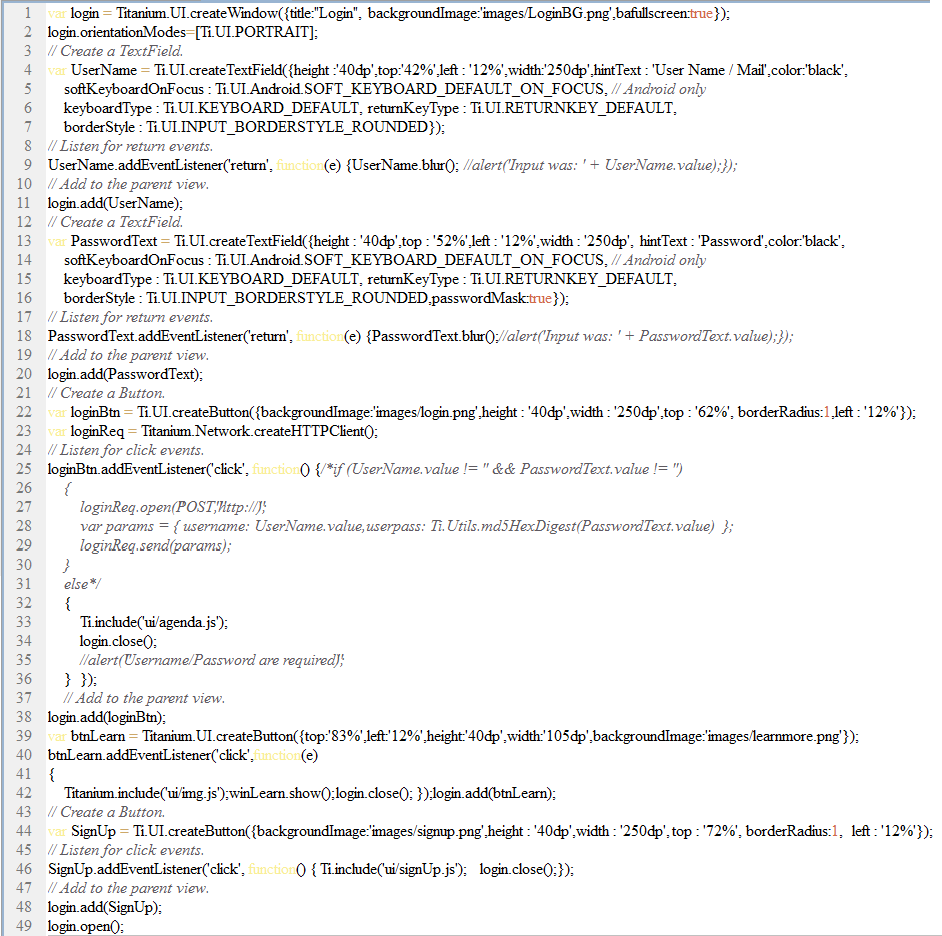 1 var login = Titanium.UI.createWindow({title:"Login", backgroundImage:'images/LoginBG.png',bafullscreen:true});
2 login.orientationModes=[Ti.UI.PORTRAIT];
3 // Create a TextField.
4 var UserName = Ti.UI.createTextField({height :'40dp',top:'42%',left : '12%',width:'250dp',hintText : 'User Name / Mail',color:'black',
5 softKeyboardOnFocus : Ti.UI.Android.SOFT_KEYBOARD_DEFAULT_ON_FOCUS, // Android only
6 keyboardType : Ti.UI.KEYBOARD_DEFAULT, returnKeyType : Ti.UI.RETURNKEY_DEFAULT,
7 borderStyle : Ti.UI.INPUT_BORDERSTYLE_ROUNDED});
8 // Listen for return events.
9 UserName.addEventListener('return', function(e) {UserName.blur(); //alert('Input was: ' + UserName.value);});
10 // Add to the parent view.
11 login.add(UserName);
12 // Create a TextField.
13 var PasswordText = Ti.UI.createTextField({height : '40dp',top : '52%',left : '12%',width : '250dp', hintText : 'Password',color:'black',
14 softKeyboardOnFocus : Ti.UI.Android.SOFT_KEYBOARD_DEFAULT_ON_FOCUS, // Android only
15 keyboardType : Ti.UI.KEYBOARD_DEFAULT, returnKeyType : Ti.UI.RETURNKEY_DEFAULT,
16 borderStyle : Ti.UI.INPUT_BORDERSTYLE_ROUNDED,passwordMask:true});
17 // Listen for return events.
18 PasswordText.addEventListener('return', function(e) {PasswordText.blur();//alert('Input was: ' + PasswordText.value);});
19 // Add to the parent view.
20 login.add(PasswordText);
21 // Create a Button.
22 var loginBtn = Ti.UI.createButton({backgroundImage:'images/login.png',height : '40dp',width : '250dp',top : '62%', borderRadius:1,left : '12%'});
23 var loginReq = Titanium.Network.createHTTPClient();
24 // Listen for click events.
25 loginBtn.addEventListener('click', function() {/*if (UserName.value != '' && PasswordText.value != '')
26 {
27 loginReq.open('POST','http://');
28 var params = { username: UserName.value,userpass: Ti.Utils.md5HexDigest(PasswordText.value) };
29 loginReq.send(params);
30 }
31 else*/
32 {
33 Ti.include('ui/agenda.js');
34 login.close();
35 //alert('Username/Password are required');
36 } });
37 // Add to the parent view.
38 login.add(loginBtn);
39 var btnLearn = Titanium.UI.createButton({top:'83%',left:'12%',height:'40dp',width:'105dp',backgroundImage:'images/learnmore.png'});
40 btnLearn.addEventListener('click',function(e)
41 {
42 Titanium.include('ui/img.js');winLearn.show();login.close(); });login.add(btnLearn);
43 // Create a Button.
44 var SignUp = Ti.UI.createButton({backgroundImage:'images/signup.png',height : '40dp',width : '250dp', top : '72%', borderRadius:1, left : '12%'});
45 // Listen for click events.
46 SignUp.addEventListener('click', function() { Ti.include('ui/signUp.js'); login.close();});
47 // Add to the parent view.
48 login.add(SignUp);
49 login.open();